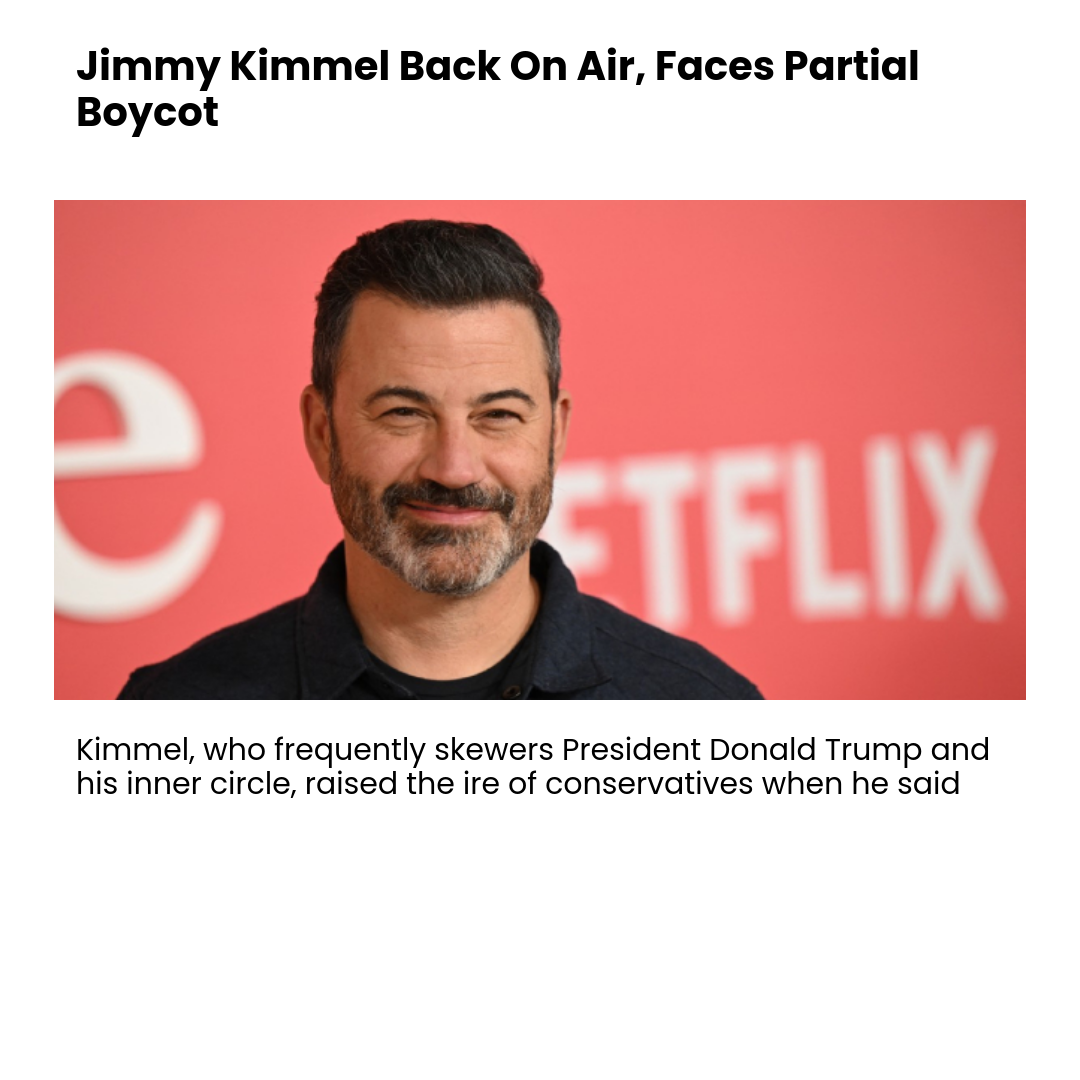 Jimmy Kimmel Back On Air, Faces Partial
Boycot
e
ETFLIX
Kimmel, who frequently skewers President Donald Trump and
his inner circle, raised the ire of conservatives when he said